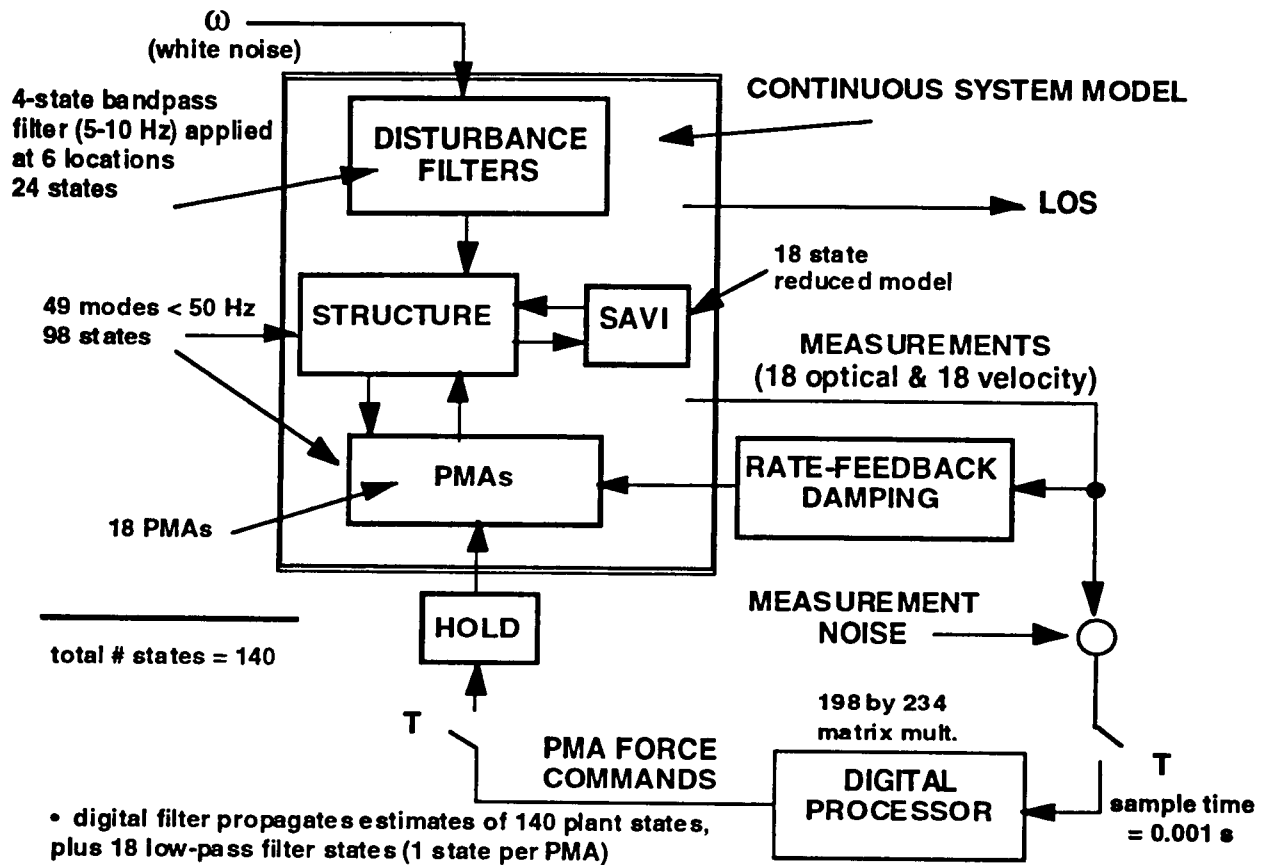 ω
(white noise)
4-state bandpass
filter (5-10 Hz) applied
at 6 locations
24 states
DISTURBANCE
FILTERS
CONTINUOUS SYSTEM MODEL
LOS
18 state
reduced model
49 modes < 50 Hz
98 states
STRUCTURE
SAVI
MEASUREMENTS
(18 optical & 18 velocity)
PMAs
RATE-FEEDBACK
DAMPING
18 PMAs
HOLD
MEASUREMENT
NOISE
total # states = 140
T
PMA FORCE
COMMANDS
198 by 234
matrix mult.
DIGITAL
PROCESSOR
T
sample time
= 0.001 s
• digital filter propagates estimates of 140 plant states,
plus 18 low-pass filter states (1 state per PMA)